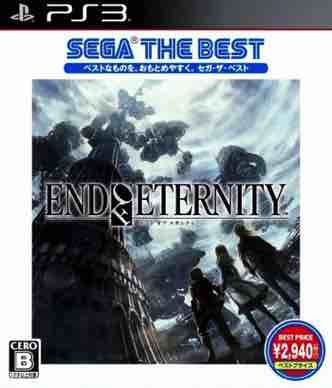 PS3
SEGA® THE BEST
ベストなものを、おもとめやすく。セガ・ザ・ベスト
END OF ETERNITY
エンド オブ エタニティ
BEST PRICE
¥2,940
ベストプライス
CERO
B